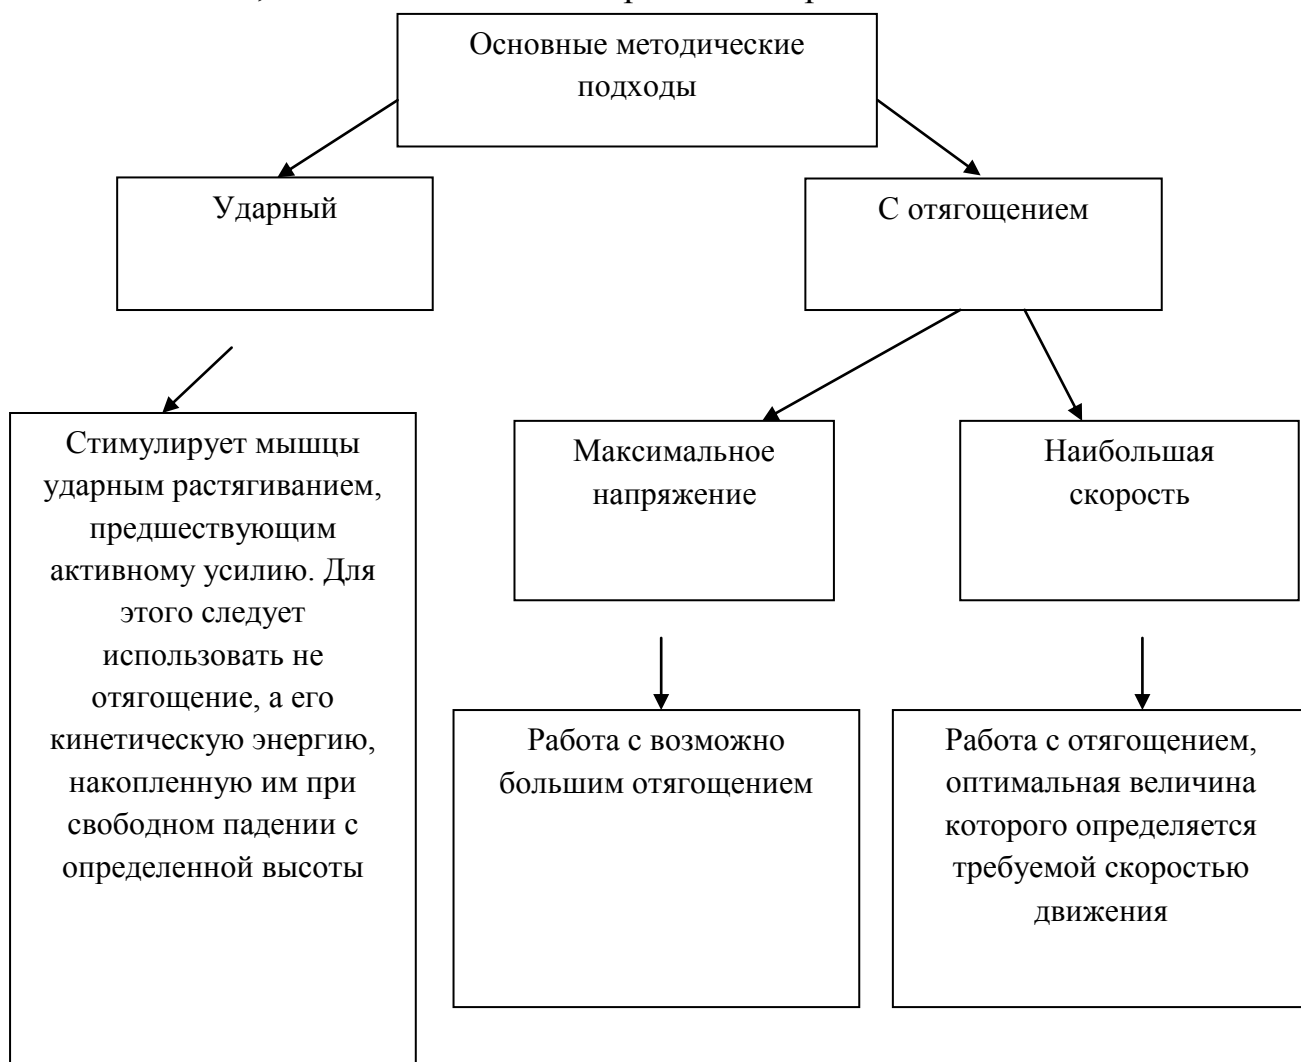 Основные методические
подходы
Ударный
С отягощением
Стимулирует мышцы
ударным растягиванием,
предшествующим
активному усилию. Для
этого следует
использовать не
отягощение, а его
кинетическую энергию,
накопленную им при
свободном падении с
определенной высоты
Максимальное
напряжение
Наибольшая
скорость
Работа с возможно
большим отягощением
Работа с отягощением,
оптимальная величина
которого определяется
требуемой скоростью
движения